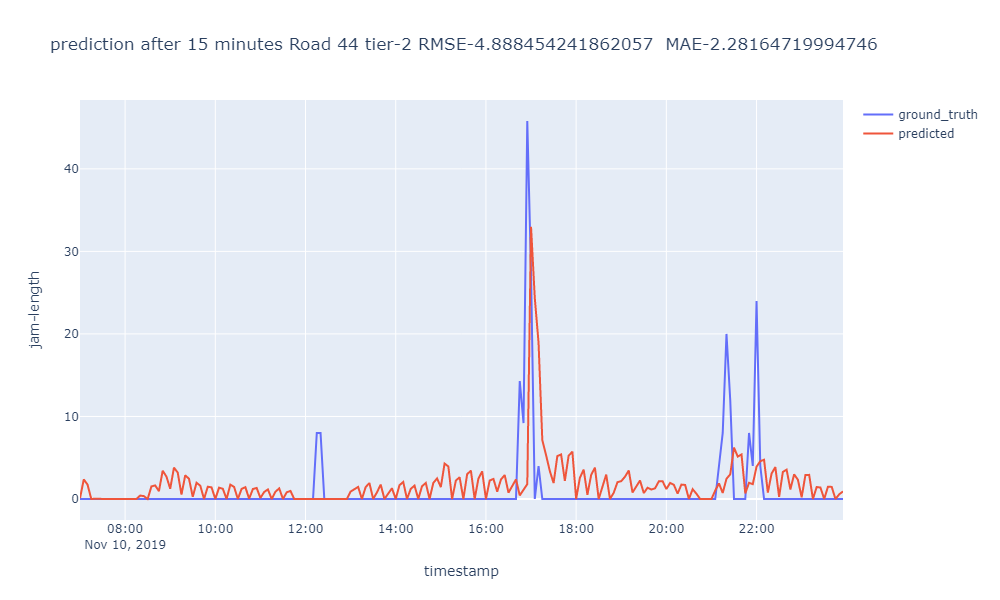 prediction after 15 minutes Road 44 tier-2 RMSE-4.888454241862057  MAE-2.28164719994746
ground_truth
predicted
40
30
20
10
0
jam-length
08:00 10:00 12:00 14:00 16:00 18:00 20:00 22:00
Nov 10, 2019
timestamp